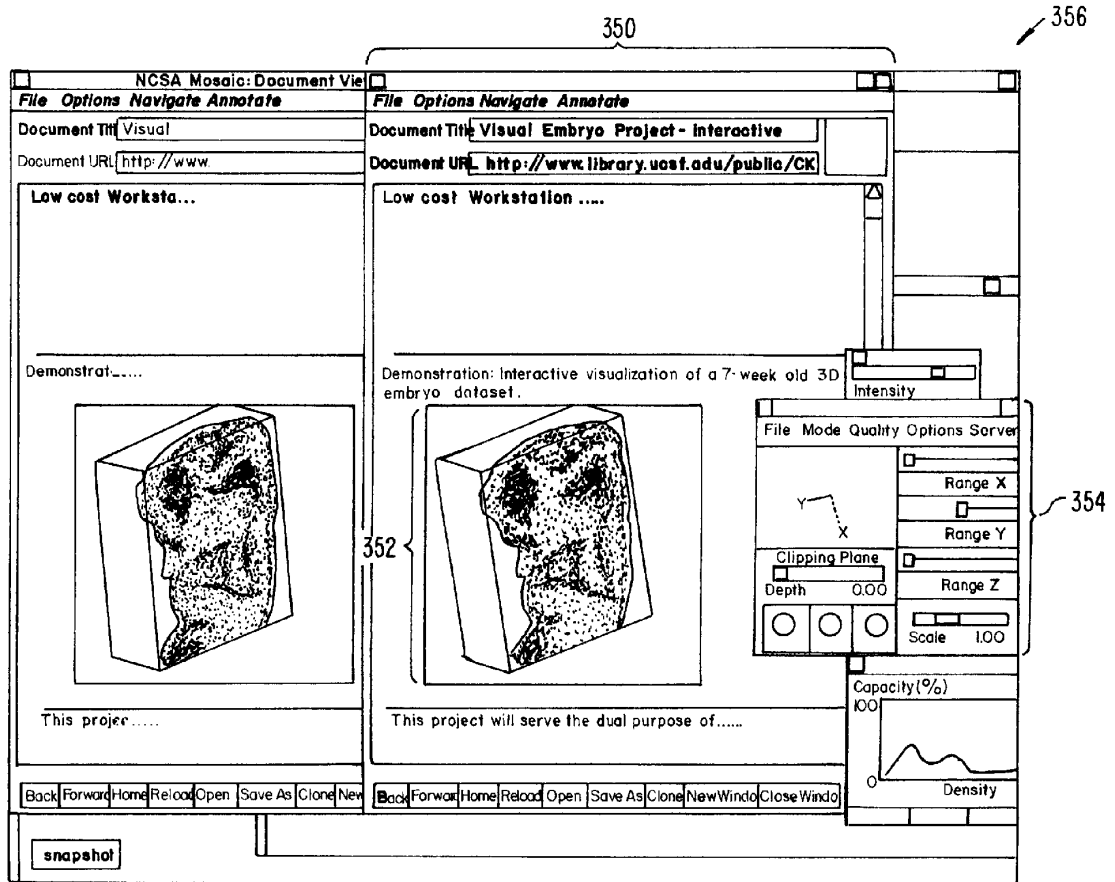 356
350
NCSA Mosaic: Document Vie
File Options Navigate Annotate
Document Titl Visual
Document URL http://www.
Low cost Worksta...
Demonstrat.....
This projec.....
Back Forward Home Reload Open Save As Clone New
snapshot
File Options Navigate Annotate
Document Title Visual Embryo Project - Interactive
Document URL http://www.library.ucsf.edu/public/CK
Low cost Workstation .....
Demonstration: Interactive visualization of a 7-week old 3D
embryo dataset.
352
This project will serve the dual purpose of.....
Back Forwar Home Reload Open Save As Clone New Windo Close Windo
Intensity
File Mode Quality Options Server
Y
X
Range X
Range Y
Range Z
Clipping Plane
Depth 0.00
Scale 1.00
354
Capacity(%)
100
0
Density